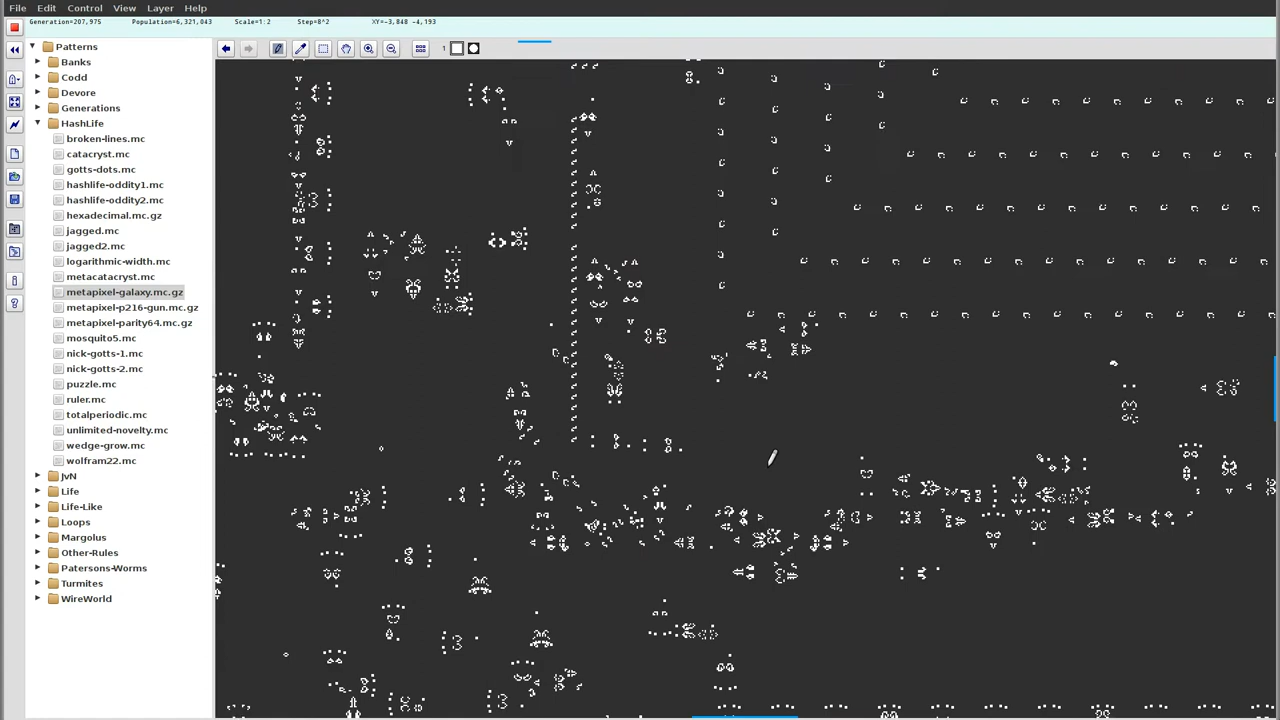 File Edit Control View Layer Help
Generation=207,975 Population=6,321,043 Scale=1:2 Step=8^2 XY=-3,848 -4,193
1
Patterns
Banks
Codd
Devore
Generations
HashLife
broken-lines.mc
catacryst.mc
gotts-dots.mc
hashlife-oddity1.mc
hashlife-oddity2.mc
hexadecimal.mc.gz
jagged.mc
jagged2.mc
logarithmic-width.mc
metacatacryst.mc
metapixel-galaxy.mc.gz
metapixel-p216-gun.mc.gz
metapixel-parity64.mc.gz
mosquito5.mc
nick-gotts-1.mc
nick-gotts-2.mc
puzzle.mc
ruler.mc
totalperiodic.mc
unlimited-novelty.mc
wedge-grow.mc
wolfram22.mc
JvN
Life
Life-Like
Loops
Margolus
Other-Rules
Patersons-Worms
Turmites
WireWorld